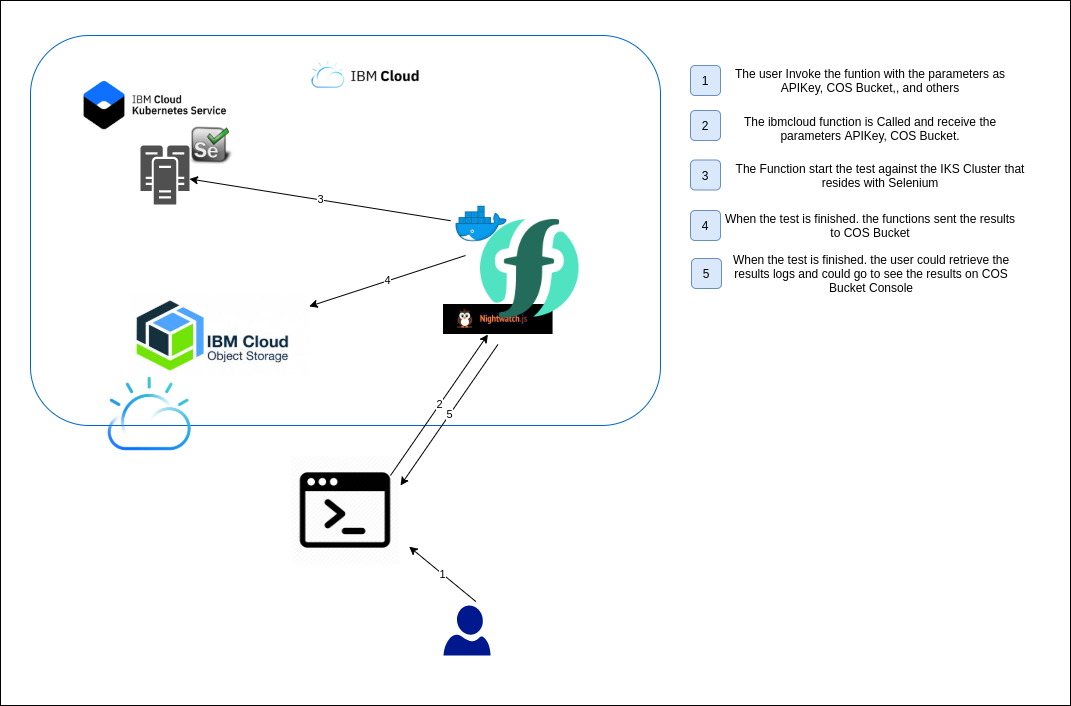 IBM Cloud
IBM Cloud
Kubernetes Service
Se
3
4
Nightwatch.js
IBM Cloud
Object Storage
2
5
1
1
The user Invoke the funtion with the parameters as
APIKey, COS Bucket,, and others
2
The ibmcloud function is Called and receive the
parameters APIKey, COS Bucket.
3
The Function start the test against the IKS Cluster that
resides with Selenium
4
When the test is finished. the functions sent the results
to COS Bucket
5
When the test is finished. the user could retrieve the
results logs and could go to see the results on COS
Bucket Console